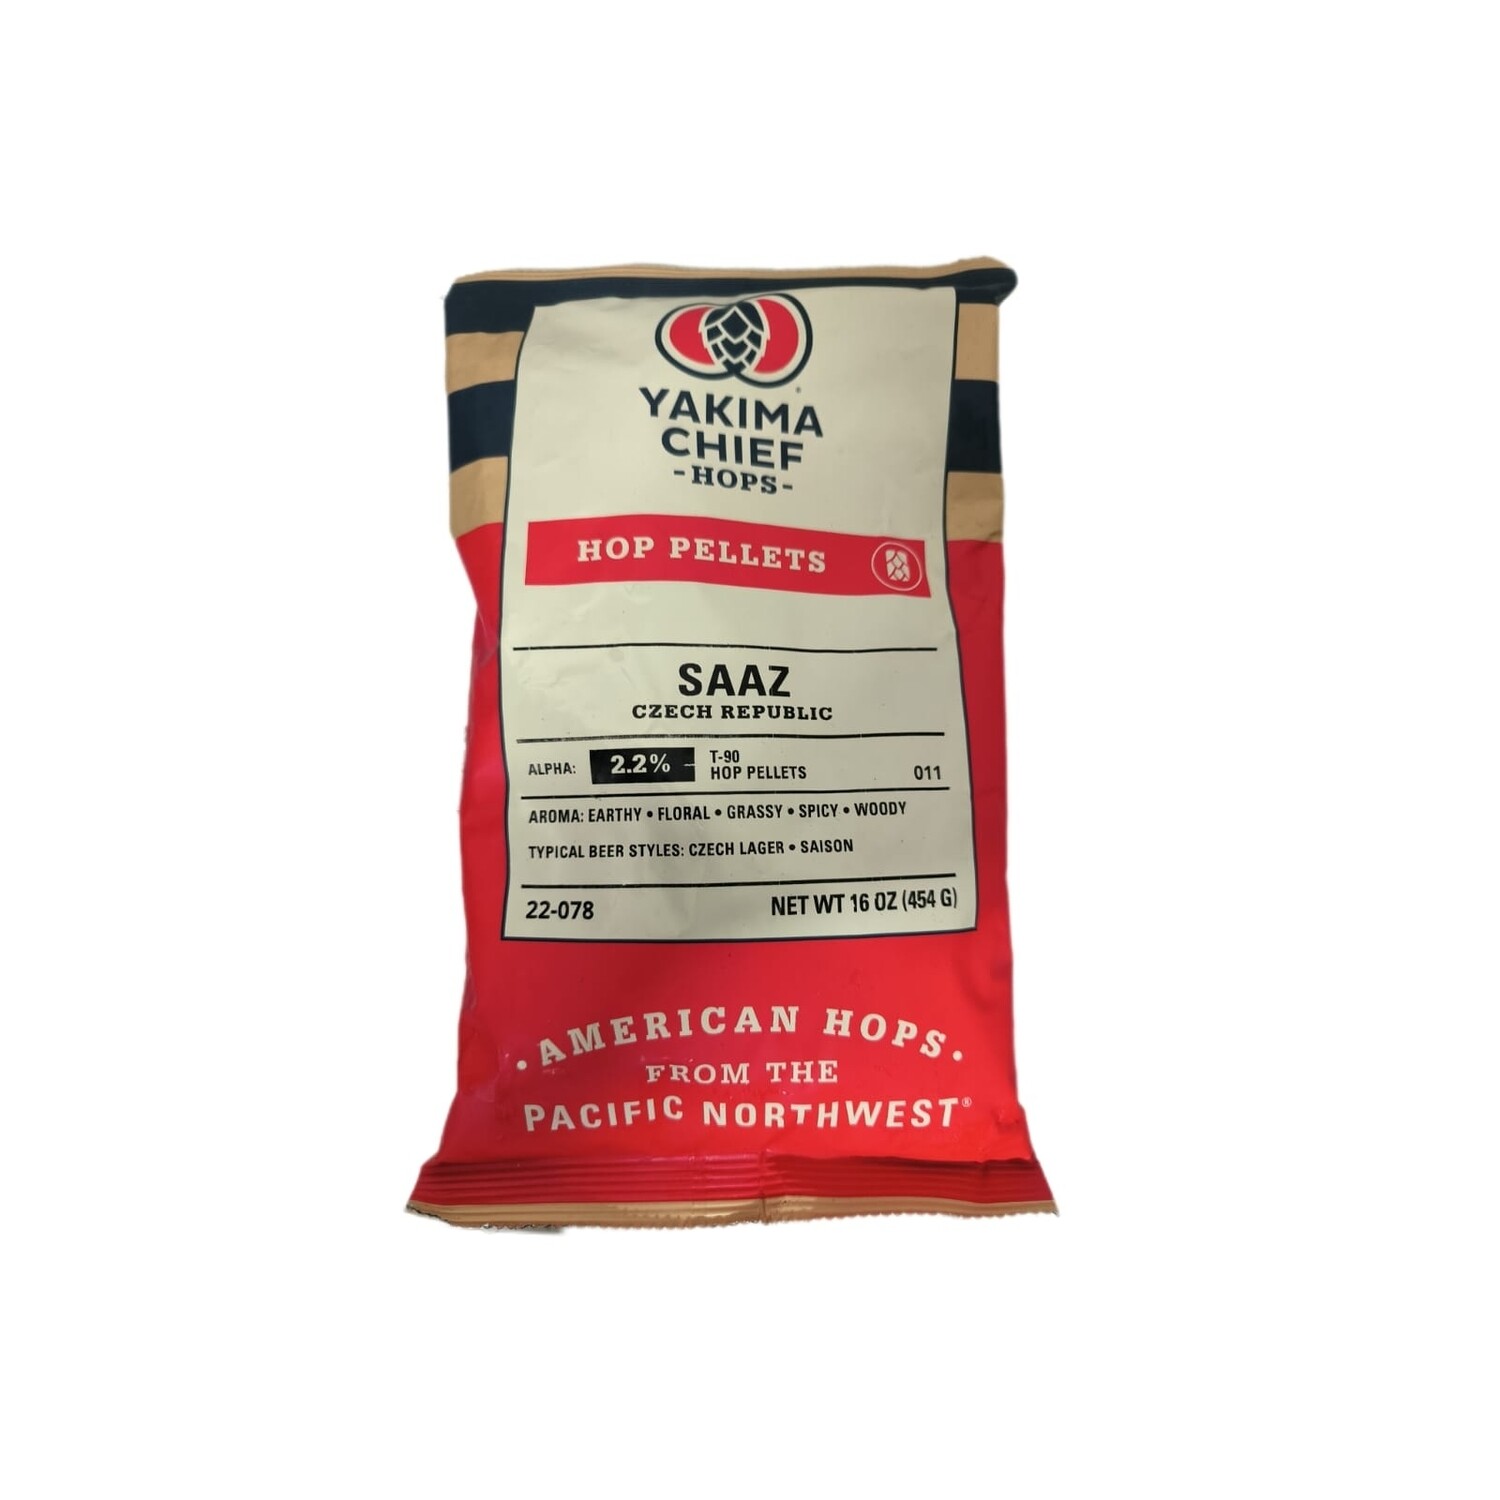 YAKIMA
CHIEF
-HOPS-
HOP PELLETS
SAAZ
CZECH REPUBLIC
ALPHA: 2.2% T-90
HOP PELLETS 011
AROMA: EARTHY • FLORAL • GRASSY • SPICY • WOODY
TYPICAL BEER STYLES: CZECH LAGER • SAISON
22-078 NET WT 16 OZ (454 G)
• AMERICAN HOPS •
FROM THE
PACIFIC NORTHWEST®